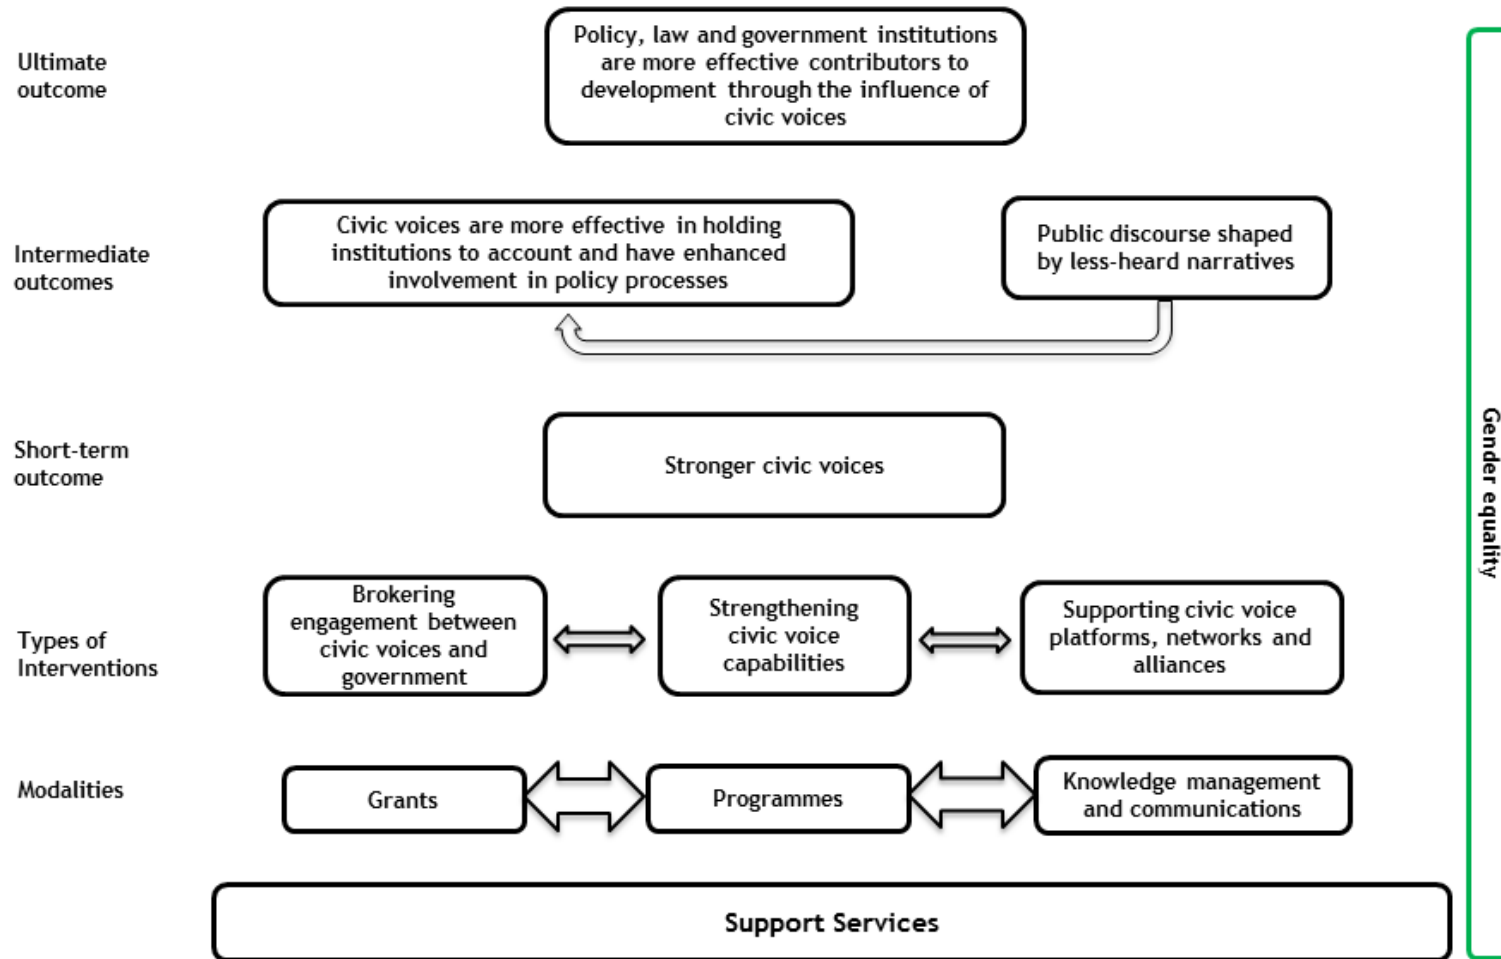 Ultimate
outcome
Policy, law and government institutions
are more effective contributors to
development through the influence of
civic voices
Intermediate
outcomes
Civic voices are more effective in holding
institutions to account and have enhanced
involvement in policy processes
Public discourse shaped
by less-heard narratives
Short-term
outcome
Stronger civic voices
Types of
Interventions
Brokering
engagement between
civic voices and
government
Strengthening
civic voice
capabilities
Supporting civic voice
platforms, networks and
alliances
Modalities
Grants
Programmes
Knowledge management
and communications
Support Services
Gender equality